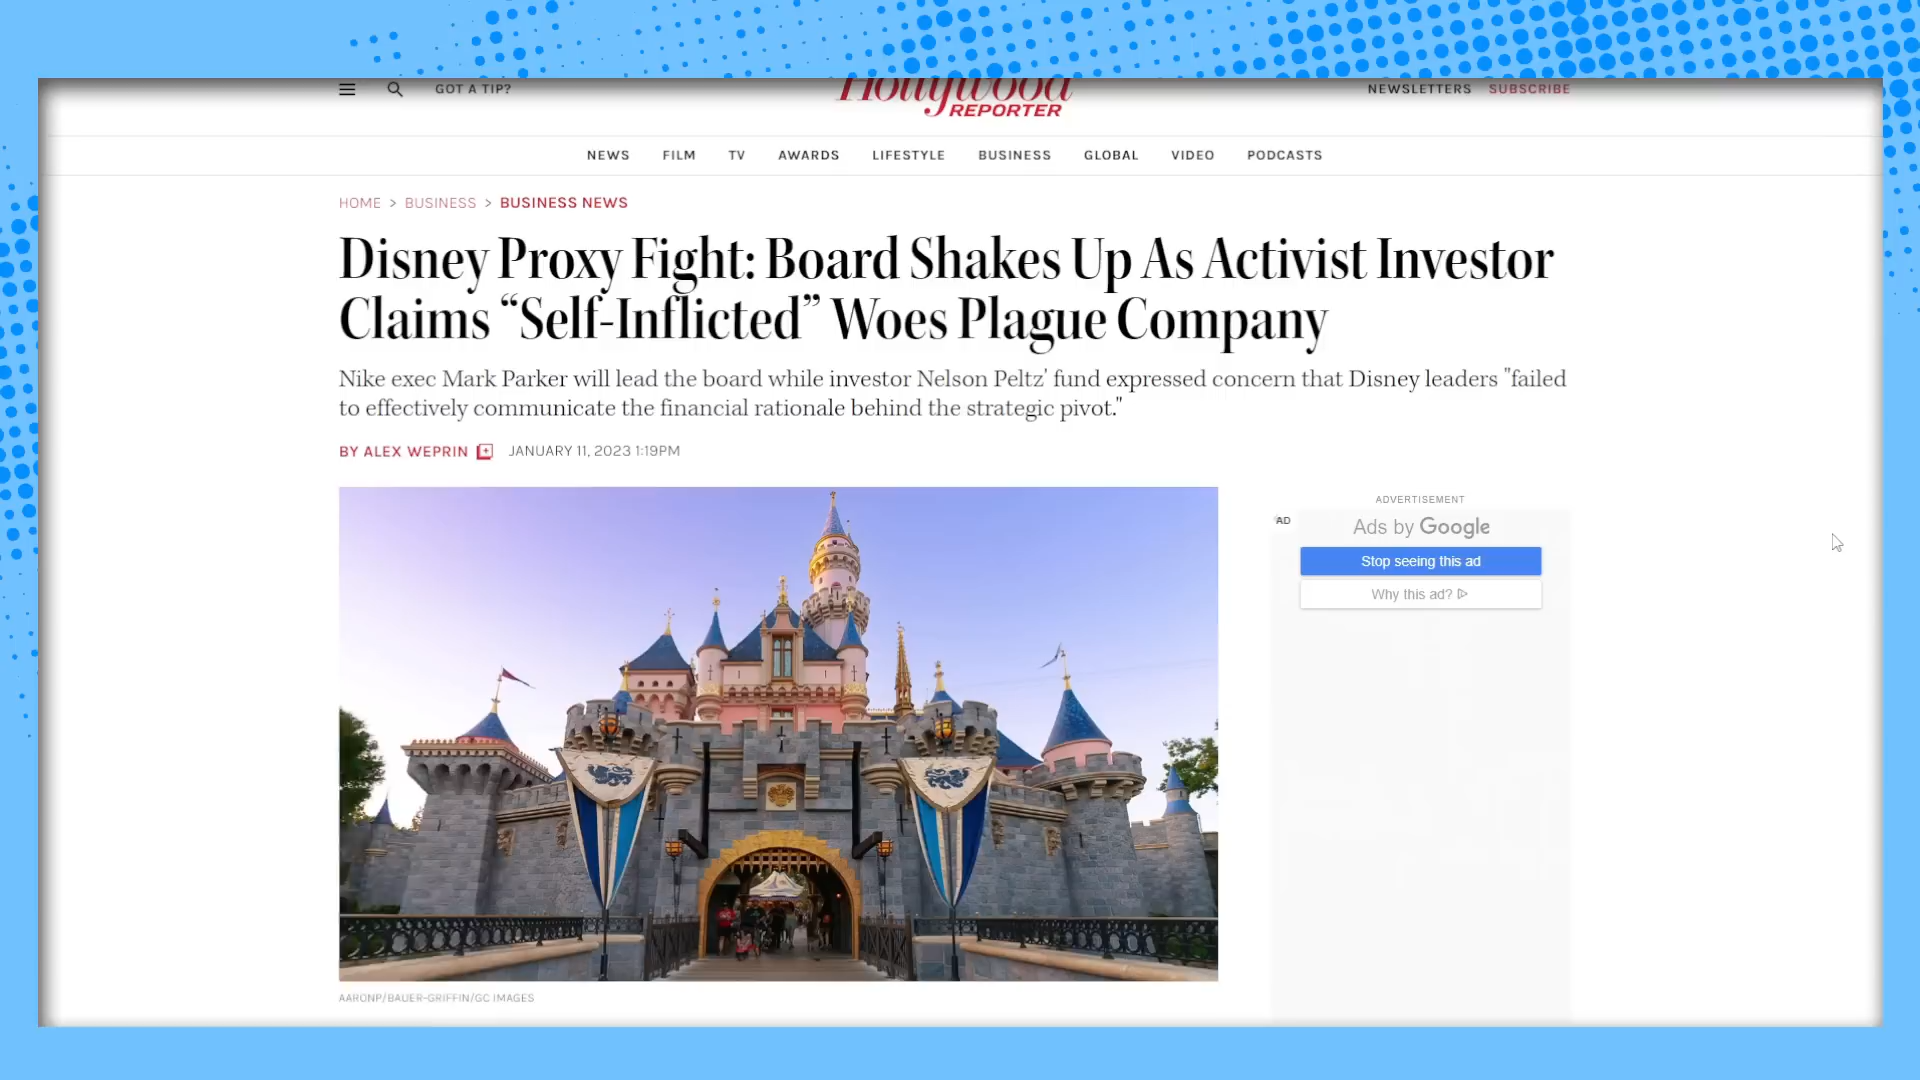 GOT A TIP?
Hollywood
REPORTER
NEWSLETTERS SUBSCRIBE
NEWS FILM TV AWARDS LIFESTYLE BUSINESS GLOBAL VIDEO PODCASTS
HOME > BUSINESS > BUSINESS NEWS
Disney Proxy Fight: Board Shakes Up As Activist Investor
Claims “Self-Inflicted” Woes Plague Company
Nike exec Mark Parker will lead the board while investor Nelson Peltz' fund expressed concern that Disney leaders "failed
to effectively communicate the financial rationale behind the strategic pivot."
BY ALEX WEPRIN JANUARY 11, 2023 1:19PM
ADVERTISEMENT
AD
Ads by Google
Stop seeing this ad
Why this ad?
AARONP/BAUER-GRIFFIN/GC IMAGES